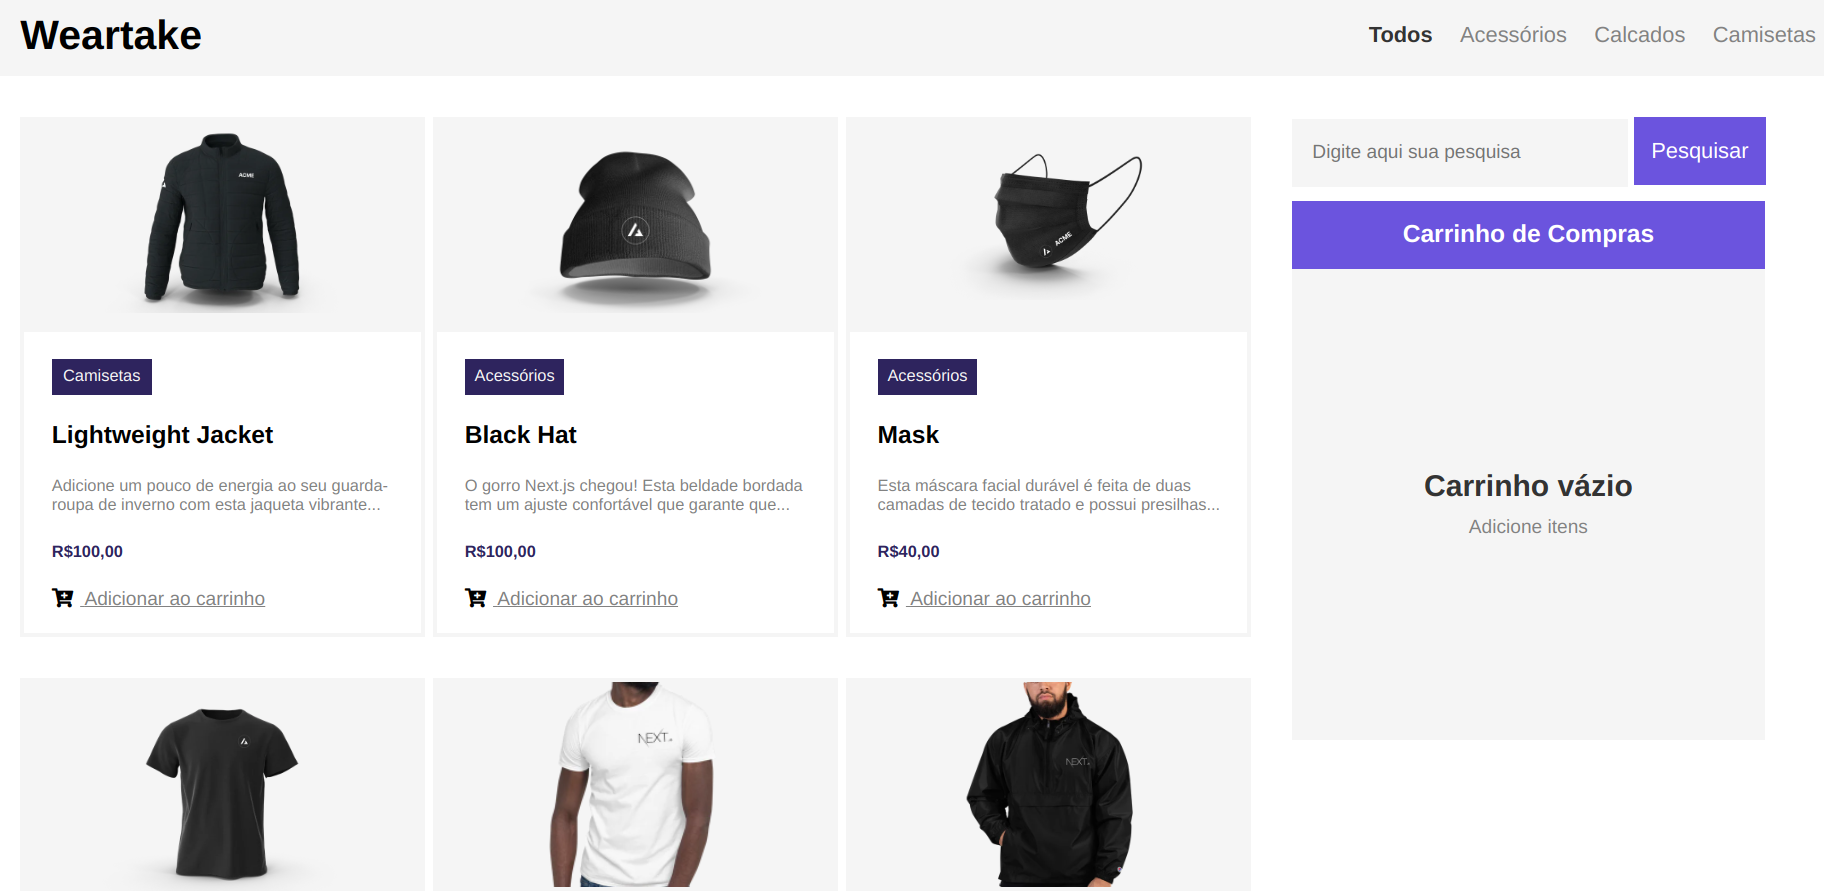 Weartake
Todos
Acessórios
Calcados
Camisetas
ACME
ACME
Digite aqui sua pesquisa
Pesquisar
Carrinho de Compras
Carrinho vázio
Adicione itens
Camisetas
Lightweight Jacket
Adicione um pouco de energia ao seu guarda-
roupa de inverno com esta jaqueta vibrante...
R$100,00
Adicionar ao carrinho
Acessórios
Black Hat
O gorro Next.js chegou! Esta beldade bordada
tem um ajuste confortável que garante que...
R$100,00
Adicionar ao carrinho
Acessórios
Mask
Esta máscara facial durável é feita de duas
camadas de tecido tratado e possui presilhas...
R$40,00
Adicionar ao carrinho
NEXT
NEXT